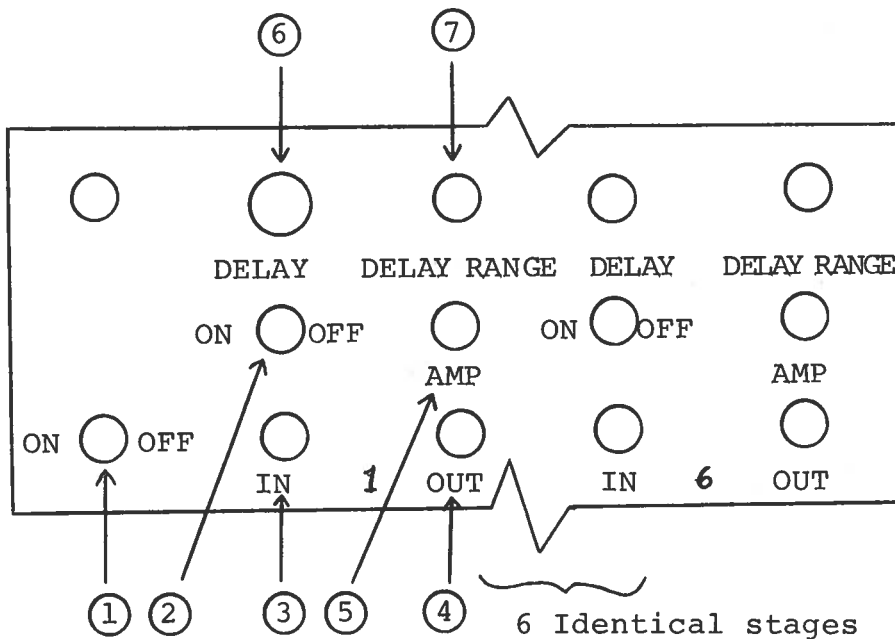 6 7
DELAY DELAY RANGE DELAY DELAY RANGE
ON OFF ON OFF
AMP AMP
ON OFF
IN 1 OUT IN 6 OUT
1 2 3 5 4
6 Identical stages